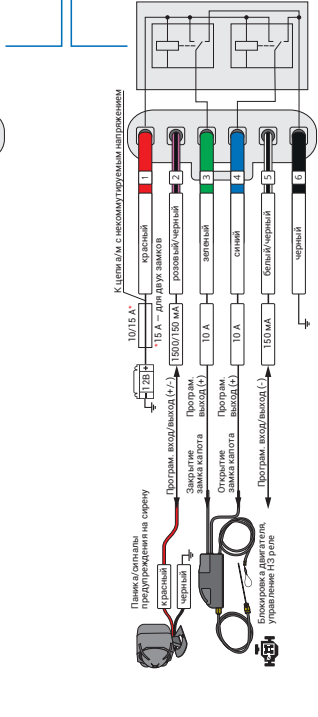 К цепи а/м с некоммутируемым напряжением
10/15 А*
*15 А — для двух замков
12В
красный
1
Паника/сигналы
предупреждения на сирену
красный
черный
Програм. вход/выход (+/-)
1500/150 мА
розовый/черный
2
Закрытие
замка капота
Програм.
выход (+)
10 А
зеленый
3
Открытие
замка капота
Програм.
выход (+)
10 А
синий
4
Блокировка двигателя,
управление НЗ реле
Програм. вход/выход (-)
150 мА
белый/черный
5
черный
6